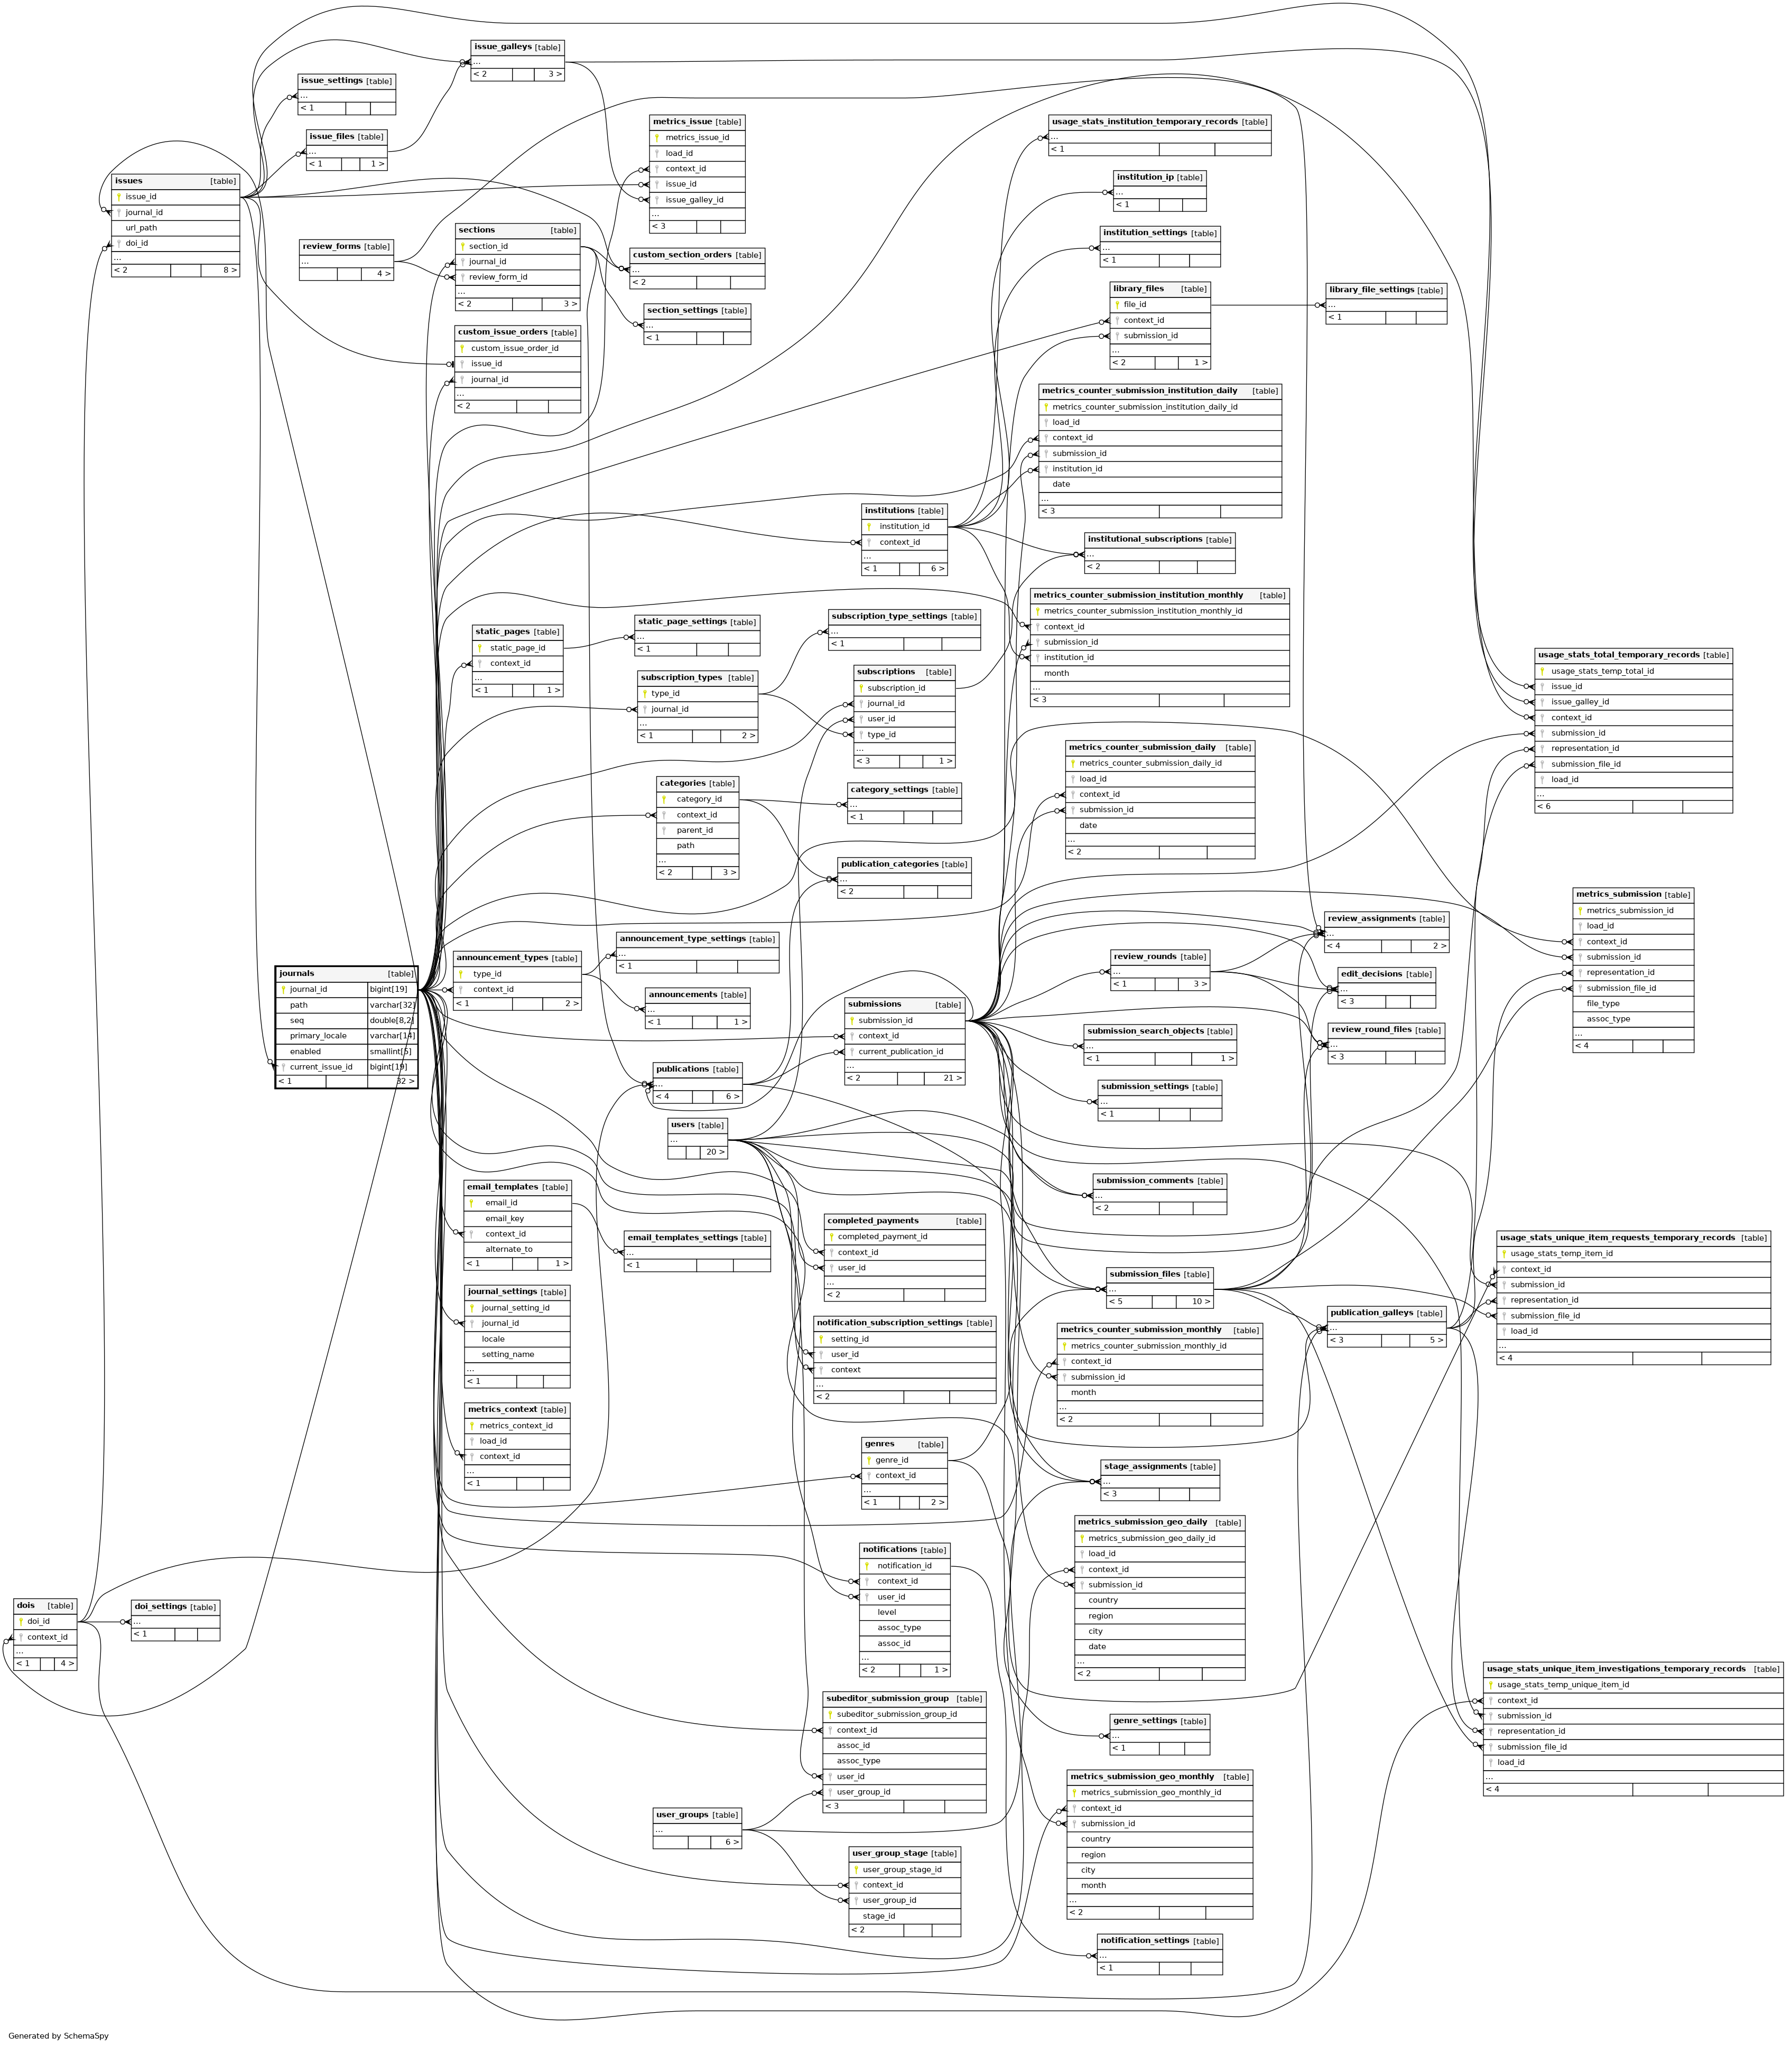 issue_galleys [table]
...
< 2 3 >
issue_settings [table]
...
< 1
issue_files [table]
...
< 1 1 >
issues [table]
issue_id
journal_id
url_path
doi_id
...
< 2 8 >
review_forms [table]
...
4 >
metrics_issue [table]
metrics_issue_id
load_id
context_id
issue_id
issue_galley_id
...
< 3
sections [table]
section_id
journal_id
review_form_id
...
< 2 3 >
custom_section_orders [table]
...
< 2
section_settings [table]
...
< 1
custom_issue_orders [table]
custom_issue_order_id
issue_id
journal_id
...
< 2
usage_stats_institution_temporary_records [table]
...
< 1
institution_ip [table]
...
< 1
institution_settings [table]
...
< 1
library_files [table]
file_id
context_id
submission_id
...
< 2 1 >
library_file_settings [table]
...
< 1
metrics_counter_submission_institution_daily [table]
metrics_counter_submission_institution_daily_id
load_id
context_id
submission_id
institution_id
date
...
< 3
institutions [table]
institution_id
context_id
...
< 1 6 >
institutional_subscriptions [table]
...
< 2
metrics_counter_submission_institution_monthly [table]
metrics_counter_submission_institution_monthly_id
context_id
submission_id
institution_id
month
...
< 3
static_pages [table]
static_page_id
context_id
...
< 1 1 >
static_page_settings [table]
...
< 1
subscription_type_settings [table]
...
< 1
subscription_types [table]
type_id
journal_id
...
< 1 2 >
subscriptions [table]
subscription_id
journal_id
user_id
type_id
...
< 3 1 >
usage_stats_total_temporary_records [table]
usage_stats_temp_total_id
issue_id
issue_galley_id
context_id
submission_id
representation_id
submission_file_id
load_id
...
< 6
metrics_counter_submission_daily [table]
metrics_counter_submission_daily_id
load_id
context_id
submission_id
date
...
< 2
categories [table]
category_id
context_id
parent_id
path
...
< 2 3 >
category_settings [table]
...
< 1
publication_categories [table]
...
< 2
metrics_submission [table]
metrics_submission_id
load_id
context_id
submission_id
representation_id
submission_file_id
file_type
assoc_type
...
< 4
review_assignments [table]
...
< 4 2 >
review_rounds [table]
...
< 1 3 >
edit_decisions [table]
...
< 3
review_round_files [table]
...
< 3
announcement_type_settings [table]
...
< 1
announcement_types [table]
type_id
context_id
< 1 2 >
announcements [table]
...
< 1 1 >
journals [table]
journal_id bigint[19]
path varchar[32]
seq double[8,2]
primary_locale varchar[14]
enabled smallint[5]
current_issue_id bigint[19]
< 1 32 >
submissions [table]
submission_id
context_id
current_publication_id
...
< 2 21 >
submission_search_objects [table]
...
< 1 1 >
submission_settings [table]
...
< 1
publications [table]
...
< 4 6 >
users [table]
...
20 >
submission_comments [table]
...
< 2
email_templates [table]
email_id
email_key
context_id
alternate_to
< 1 1 >
email_templates_settings [table]
...
< 1
completed_payments [table]
completed_payment_id
context_id
user_id
...
< 2
usage_stats_unique_item_requests_temporary_records [table]
usage_stats_temp_item_id
context_id
submission_id
representation_id
submission_file_id
load_id
...
< 4
submission_files [table]
...
< 5 10 >
publication_galleys [table]
...
< 3 5 >
journal_settings [table]
journal_setting_id
journal_id
locale
setting_name
...
< 1
notification_subscription_settings [table]
setting_id
user_id
context
...
< 2
metrics_counter_submission_monthly [table]
metrics_counter_submission_monthly_id
context_id
submission_id
month
...
< 2
metrics_context [table]
metrics_context_id
load_id
context_id
...
< 1
genres [table]
genre_id
context_id
...
< 1 2 >
stage_assignments [table]
...
< 3
metrics_submission_geo_daily [table]
metrics_submission_geo_daily_id
load_id
context_id
submission_id
country
region
city
date
...
< 2
notifications [table]
notification_id
context_id
user_id
level
assoc_type
assoc_id
...
< 2 1 >
dois [table]
doi_id
context_id
...
< 1 4 >
doi_settings [table]
...
< 1
usage_stats_unique_item_investigations_temporary_records [table]
usage_stats_temp_unique_item_id
context_id
submission_id
representation_id
submission_file_id
load_id
...
< 4
subeditor_submission_group [table]
subeditor_submission_group_id
context_id
assoc_id
assoc_type
user_id
user_group_id
< 3
genre_settings [table]
...
< 1
metrics_submission_geo_monthly [table]
metrics_submission_geo_monthly_id
context_id
submission_id
country
region
city
month
...
< 2
user_groups [table]
...
6 >
user_group_stage [table]
user_group_stage_id
context_id
user_group_id
stage_id
< 2
notification_settings [table]
...
< 1
Generated by SchemaSpy